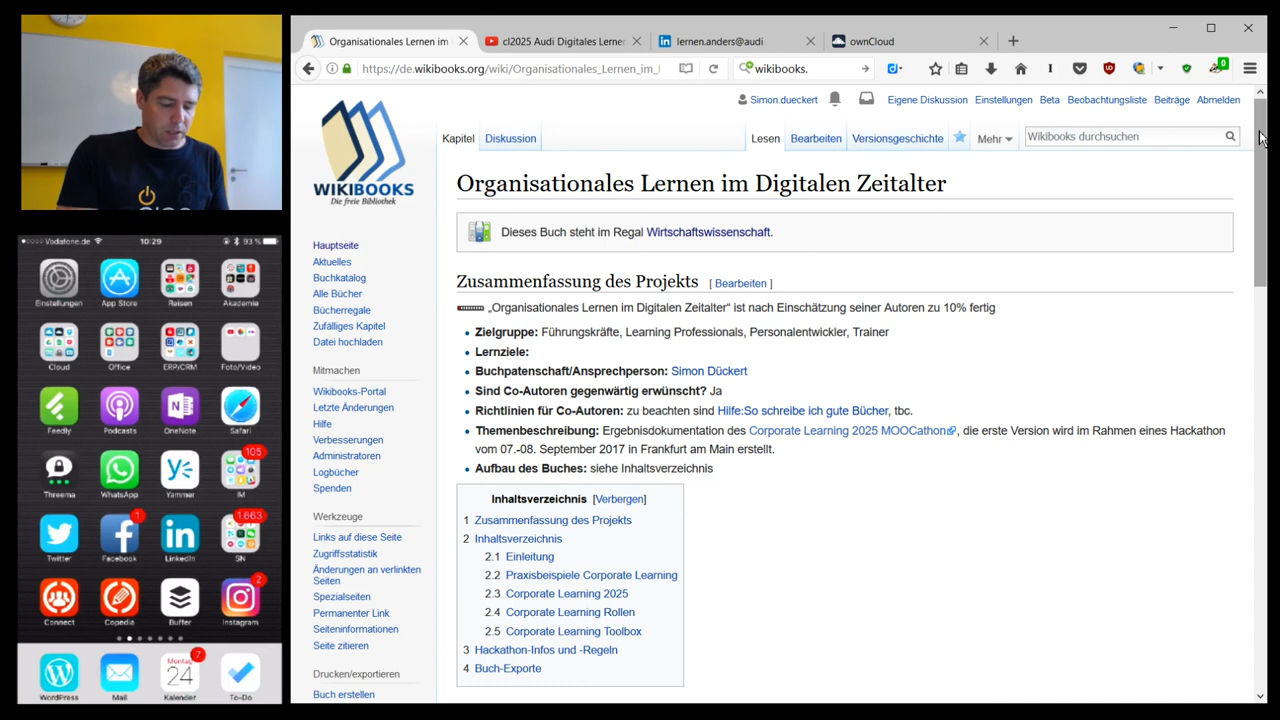 Organisationales Lernen im
cl2025 Audi Digitales Lerne
lernen.anders@audi
ownCloud
https://de.wikibooks.org/wiki/Organisationales_Lernen_im_
wikibooks.
Simon.dueckert
Eigene Diskussion
Einstellungen
Beta
Beobachtungsliste
Beiträge
Abmelden
WIKIBOOKS
Die freie Bibliothek
Kapitel
Diskussion
Lesen
Bearbeiten
Versionsgeschichte
Mehr
Wikibooks durchsuchen
Organisationales Lernen im Digitalen Zeitalter
Dieses Buch steht im Regal Wirtschaftswissenschaft.
Zusammenfassung des Projekts [ Bearbeiten ]
„Organisationales Lernen im Digitalen Zeitalter“ ist nach Einschätzung seiner Autoren zu 10% fertig
Zielgruppe: Führungskräfte, Learning Professionals, Personalentwickler, Trainer
Lernziele:
Buchpatenschaft/Ansprechperson: Simon Dückert
Sind Co-Autoren gegenwärtig erwünscht? Ja
Richtlinien für Co-Autoren: zu beachten sind Hilfe:So schreibe ich gute Bücher, tbc.
Themenbeschreibung: Ergebnisdokumentation des Corporate Learning 2025 MOOCathon, die erste Version wird im Rahmen eines Hackathon
vom 07.-08. September 2017 in Frankfurt am Main erstellt.
Aufbau des Buches: siehe Inhaltsverzeichnis
Inhaltsverzeichnis [Verbergen]
1 Zusammenfassung des Projekts
2 Inhaltsverzeichnis
2.1 Einleitung
2.2 Praxisbeispiele Corporate Learning
2.3 Corporate Learning 2025
2.4 Corporate Learning Rollen
2.5 Corporate Learning Toolbox
3 Hackathon-Infos und -Regeln
4 Buch-Exporte
Hauptseite
Aktuelles
Buchkatalog
Alle Bücher
Bücherregale
Zufälliges Kapitel
Datei hochladen
Mitmachen
Wikibooks-Portal
Letzte Änderungen
Hilfe
Verbesserungen
Administratoren
Logbücher
Spenden
Werkzeuge
Links auf diese Seite
Zugriffsstatistik
Änderungen an verlinkten
Seiten
Spezialseiten
Permanenter Link
Seiteninformationen
Seite zitieren
Drucken/exportieren
Buch erstellen
Vodafone.de
10:29
93 %
Einstellungen
App Store
Reisen
Akademie
Cloud
Office
ERP/CRM
Foto/Video
Feedly
Podcasts
OneNote
Safari
105
Threema
WhatsApp
Yammer
IM
1
1.663
Twitter
Facebook
LinkedIn
SN
2
Connect
Copedia
Buffer
Instagram
7
Montag
24
WordPress
Mail
Kalender
To-Do